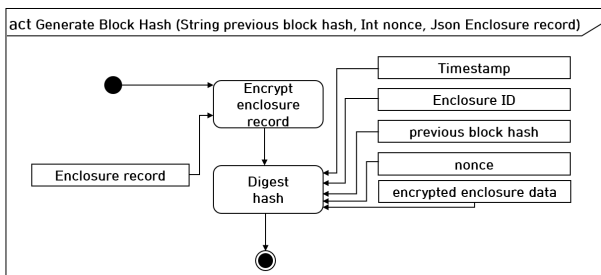 act Generate Block Hash (String previous block hash, Int nonce, Json Enclosure record)
Timestamp
Encrypt
enclosure
record
Enclosure ID
previous block hash
Enclosure record
Digest
hash
nonce
encrypted enclosure data